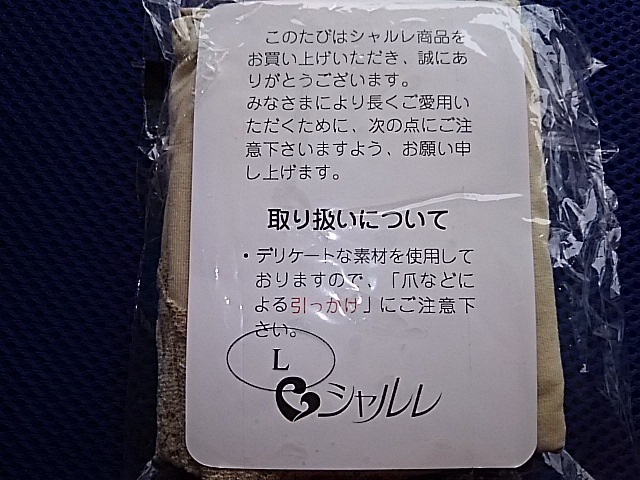 このたびはシャルレ商品を
お買い上げいただき、誠にあ
りがとうございます。
みなさまにより長くご愛用い
ただくために、次の点にご注
意下さいますよう、お願い申
し上げます。
取り扱いについて
・デリケートな素材を使用して
おりますので、「爪などに
よる引っかけ」にご注意下
さい。
L
シャルレ